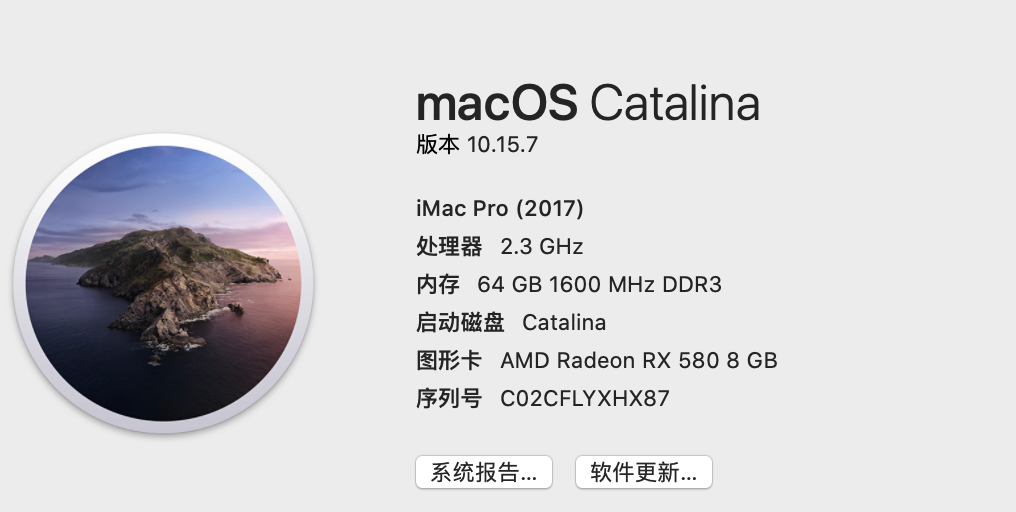 macOS Catalina
版本 10.15.7
iMac Pro (2017)
处理器 2.3 GHz
内存 64 GB 1600 MHz DDR3
启动磁盘 Catalina
图形卡 AMD Radeon RX 580 8 GB
序列号 C02CFLYXHX87
系统报告... 软件更新...